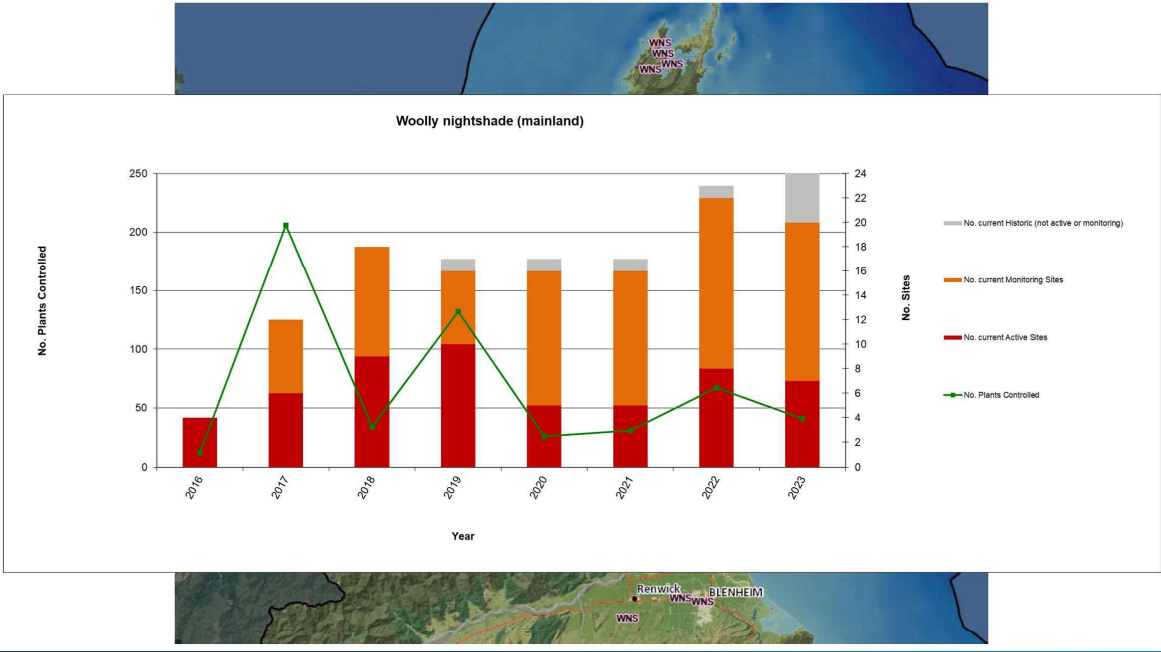 WNS
WNS
WNS
WNS
Woolly nightshade (mainland)
No. Plants Controlled
250
200
150
100
50
0
24
22
20
18
16
14
12
10
8
6
4
2
0
No. Sites
2016 2017 2018 2019 2020 2021 2022 2023
Year
No. current Historic (not active or monitoring)
No. current Monitoring Sites
No. current Active Sites
No. Plants Controlled
Renwick
WNS WNS BLENHEIM
WNS